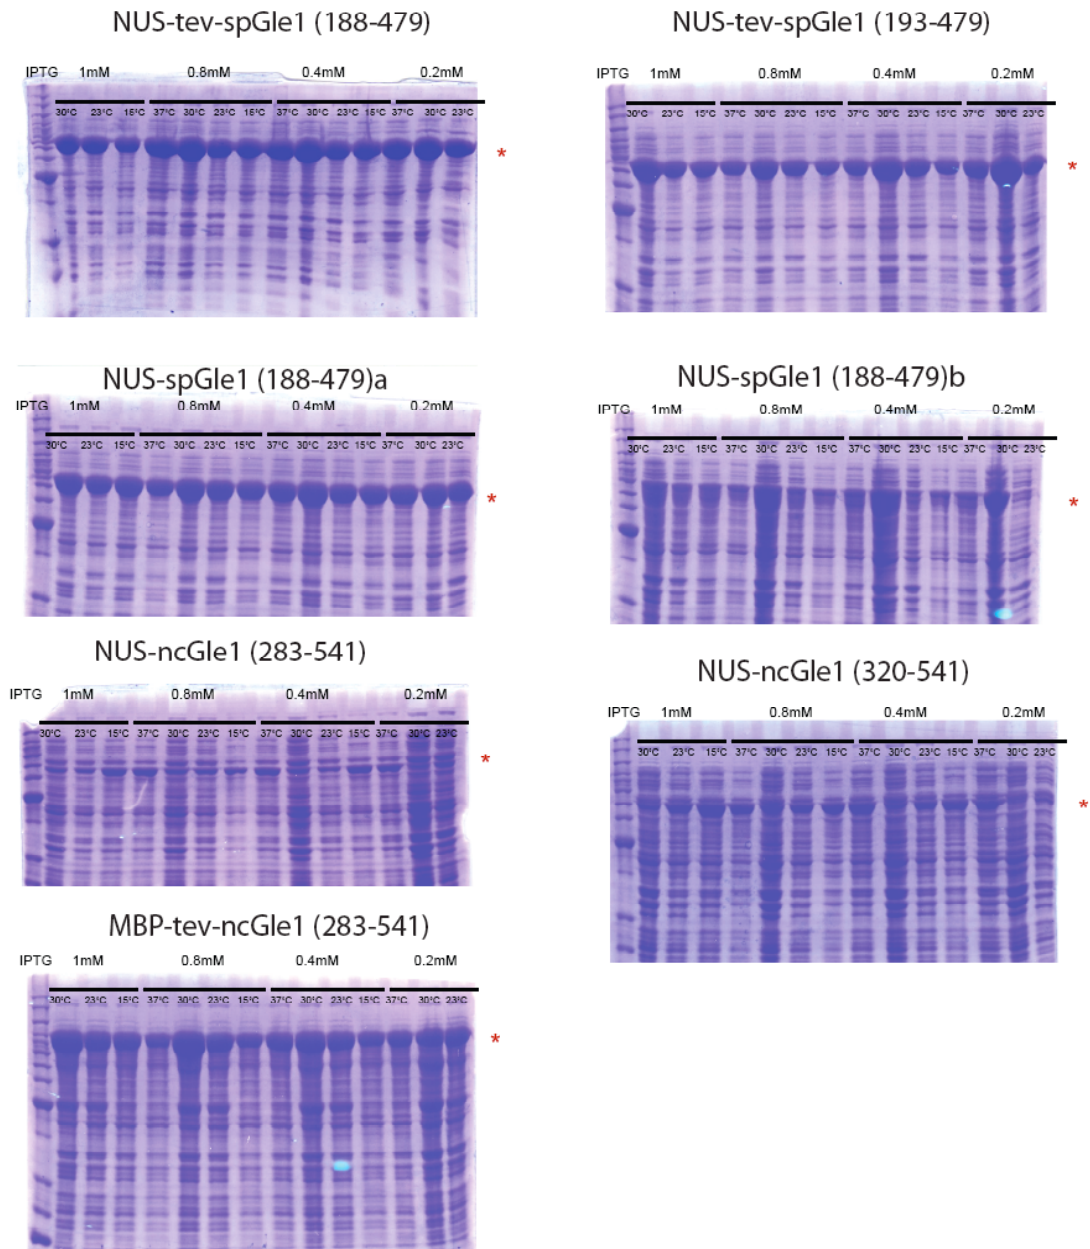 NUS-tev-spGle1 (188-479)
IPTG 1mM 0.8mM 0.4mM 0.2mM
30°C 23°C 15°C 37°C 30°C 23°C 15°C 37°C 30°C 23°C 15°C 37°C 30°C 23°C
*
NUS-tev-spGle1 (193-479)
IPTG 1mM 0.8mM 0.4mM 0.2mM
30°C 23°C 15°C 37°C 30°C 23°C 15°C 37°C 30°C 23°C 15°C 37°C 30°C 23°C
*
NUS-spGle1 (188-479)a
IPTG 1mM 0.8mM 0.4mM 0.2mM
30°C 23°C 15°C 37°C 30°C 23°C 15°C 37°C 30°C 23°C 15°C 37°C 30°C 23°C
*
NUS-spGle1 (188-479)b
IPTG 1mM 0.8mM 0.4mM 0.2mM
30°C 23°C 15°C 37°C 30°C 23°C 15°C 37°C 30°C 23°C 15°C 37°C 30°C 23°C
*
NUS-ncGle1 (283-541)
IPTG 1mM 0.8mM 0.4mM 0.2mM
30°C 23°C 15°C 37°C 30°C 23°C 15°C 37°C 30°C 23°C 15°C 37°C 30°C 23°C
*
NUS-ncGle1 (320-541)
IPTG 1mM 0.8mM 0.4mM 0.2mM
30°C 23°C 15°C 37°C 30°C 23°C 15°C 37°C 30°C 23°C 15°C 37°C 30°C 23°C
*
MBP-tev-ncGle1 (283-541)
IPTG 1mM 0.8mM 0.4mM 0.2mM
30°C 23°C 15°C 37°C 30°C 23°C 15°C 37°C 30°C 23°C 15°C 37°C 30°C 23°C
*